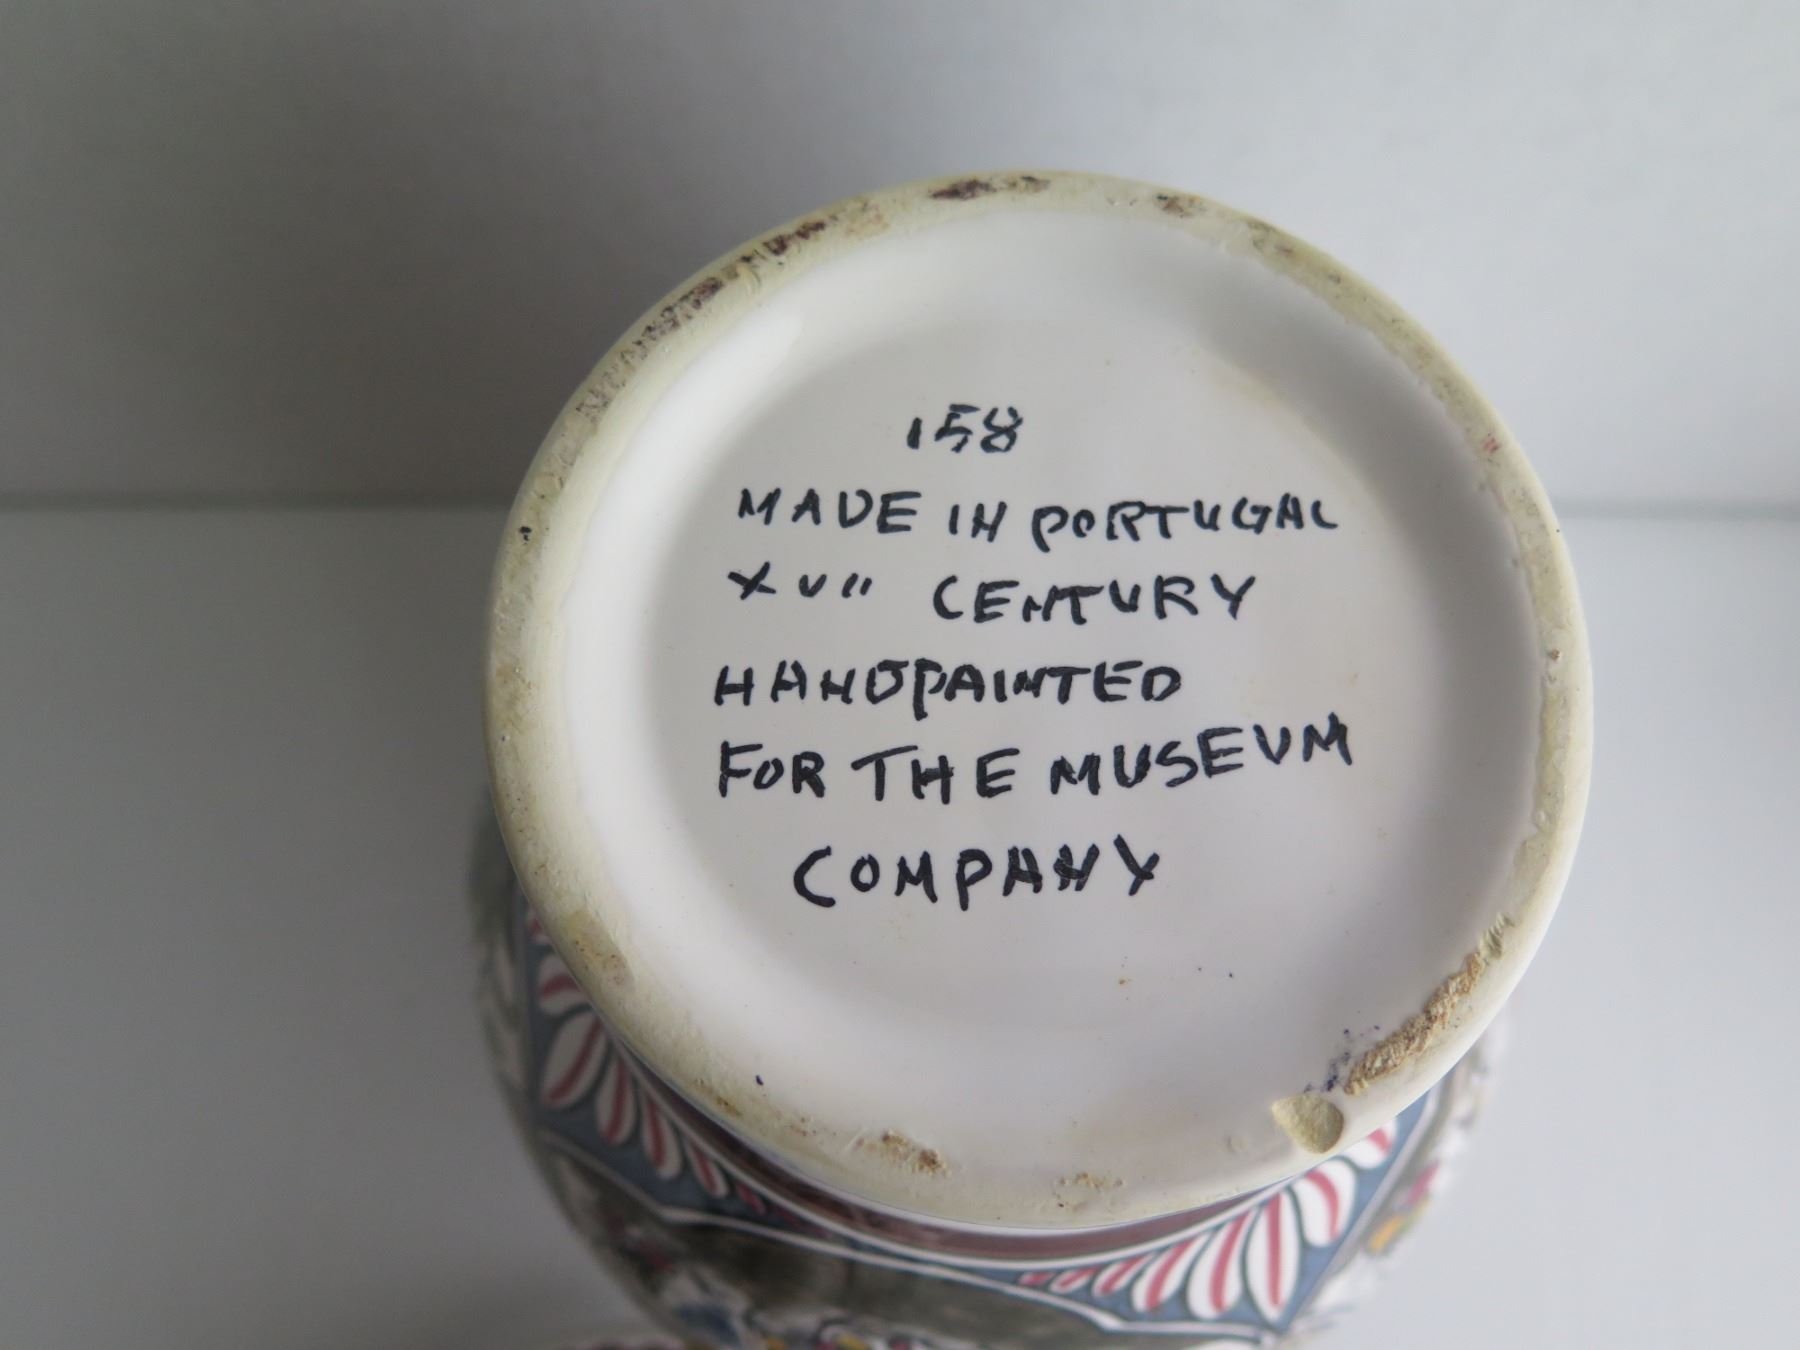 158
MADE IN PORTUGAL
XVII CENTURY
HANDPAINTED
FOR THE MUSEUM
COMPANY